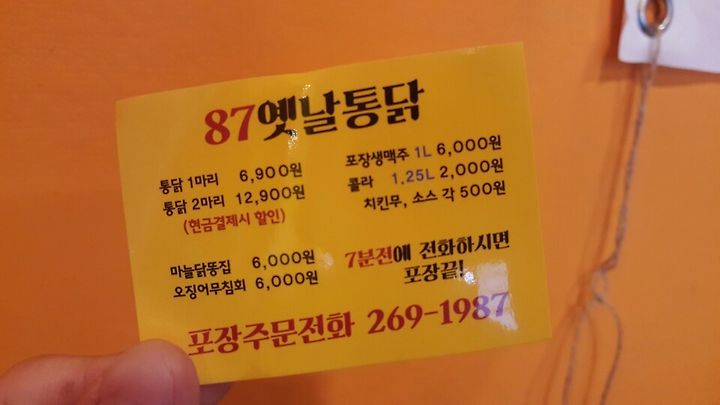 87옛날통닭
통닭 1마리 6,900원
통닭 2마리 12,900원
(현금결제시 할인)
포장생맥주 1L 6,000원
콜라 1.25L 2,000원
치킨무, 소스 각 500원
마늘닭똥집 6,000원
오징어무침회 6,000원
7분전에 전화하시면
포장끝!
포장주문전화 269-1987